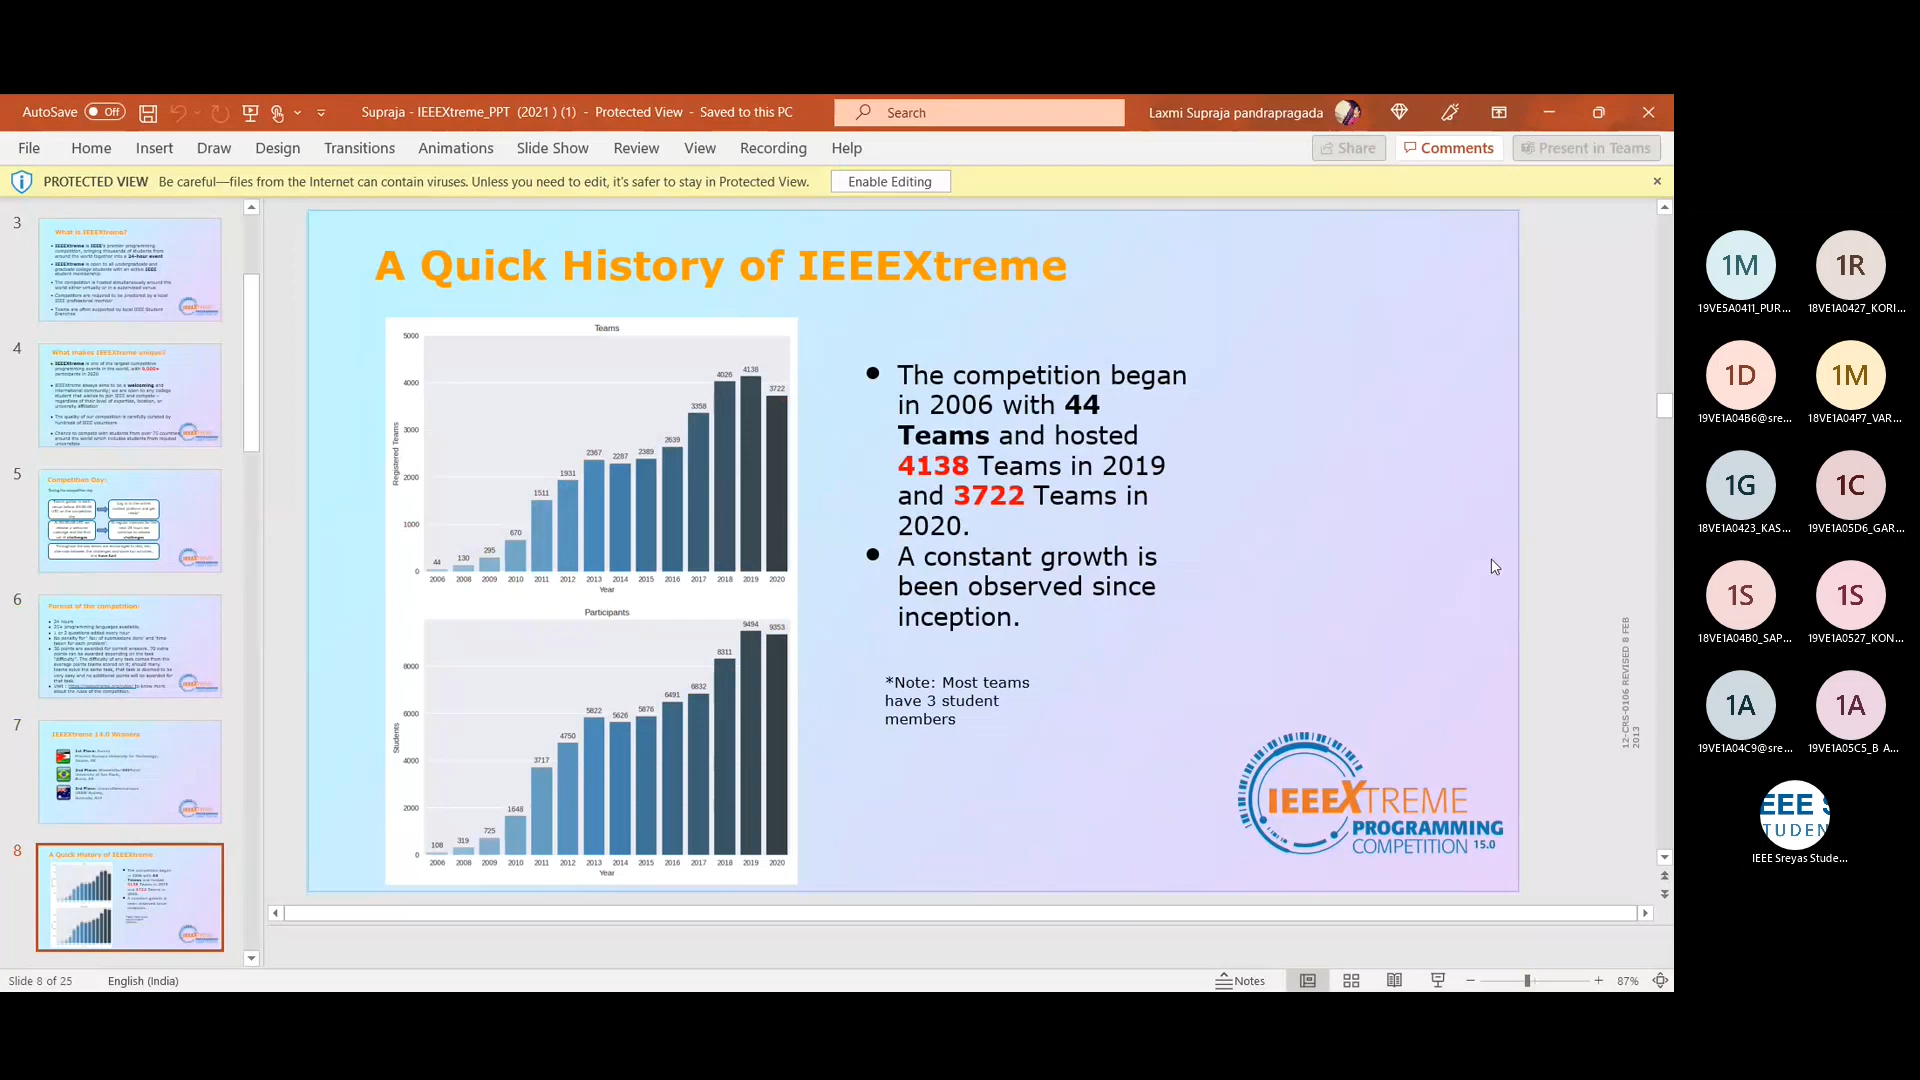 AutoSave Off Supraja - IEEEXtreme_PPT (2021 ) (1) - Protected View - Saved to this PC Search Laxmi Supraja pandrapragada
File Home Insert Draw Design Transitions Animations Slide Show Review View Recording Help Share Comments Present in Teams
PROTECTED VIEW Be careful—files from the Internet can contain viruses. Unless you need to edit, it's safer to stay in Protected View. Enable Editing
3
What is IEEEXtreme?
4
What makes IEEEXtreme unique?
5
Competition Day:
6
Format of the competition:
7
IEEEXtreme 14.0 Winners
8
A Quick History of IEEEXtreme
A Quick History of IEEEXtreme
Teams
Registered Teams
5000
4000
3000
2000
1000
0
44 130 295 670 1511 1931 2367 2287 2389 2639 3358 4026 4138 3722
2006 2008 2009 2010 2011 2012 2013 2014 2015 2016 2017 2018 2019 2020
Year
Participants
Students
8000
6000
4000
2000
0
108 319 725 1648 3717 4750 5822 5626 5876 6491 6832 8311 9494 9353
2006 2008 2009 2010 2011 2012 2013 2014 2015 2016 2017 2018 2019 2020
Year
● The competition began
in 2006 with 44
Teams and hosted
4138 Teams in 2019
and 3722 Teams in
2020.
● A constant growth is
been observed since
inception.
*Note: Most teams
have 3 student
members
IEEEXTREME
PROGRAMMING
COMPETITION 15.0
12-CRS-0106 REVISED 8 FEB
2013
Slide 8 of 25 English (India) Notes 87%
1M 1R
19VE5A0411_PUR... 18VE1A0427_KORI...
1D 1M
19VE1A04B6@sre... 18VE1A04P7_VAR...
1G 1C
18VE1A0423_KAS... 19VE1A05D6_GAR...
1S 1S
18VE1A04B0_SAP... 19VE1A0527_KON...
1A 1A
19VE1A04C9@sre... 19VE1A05C5_B A...
EEE S
TUDEN
IEEE Sreyas Stude...